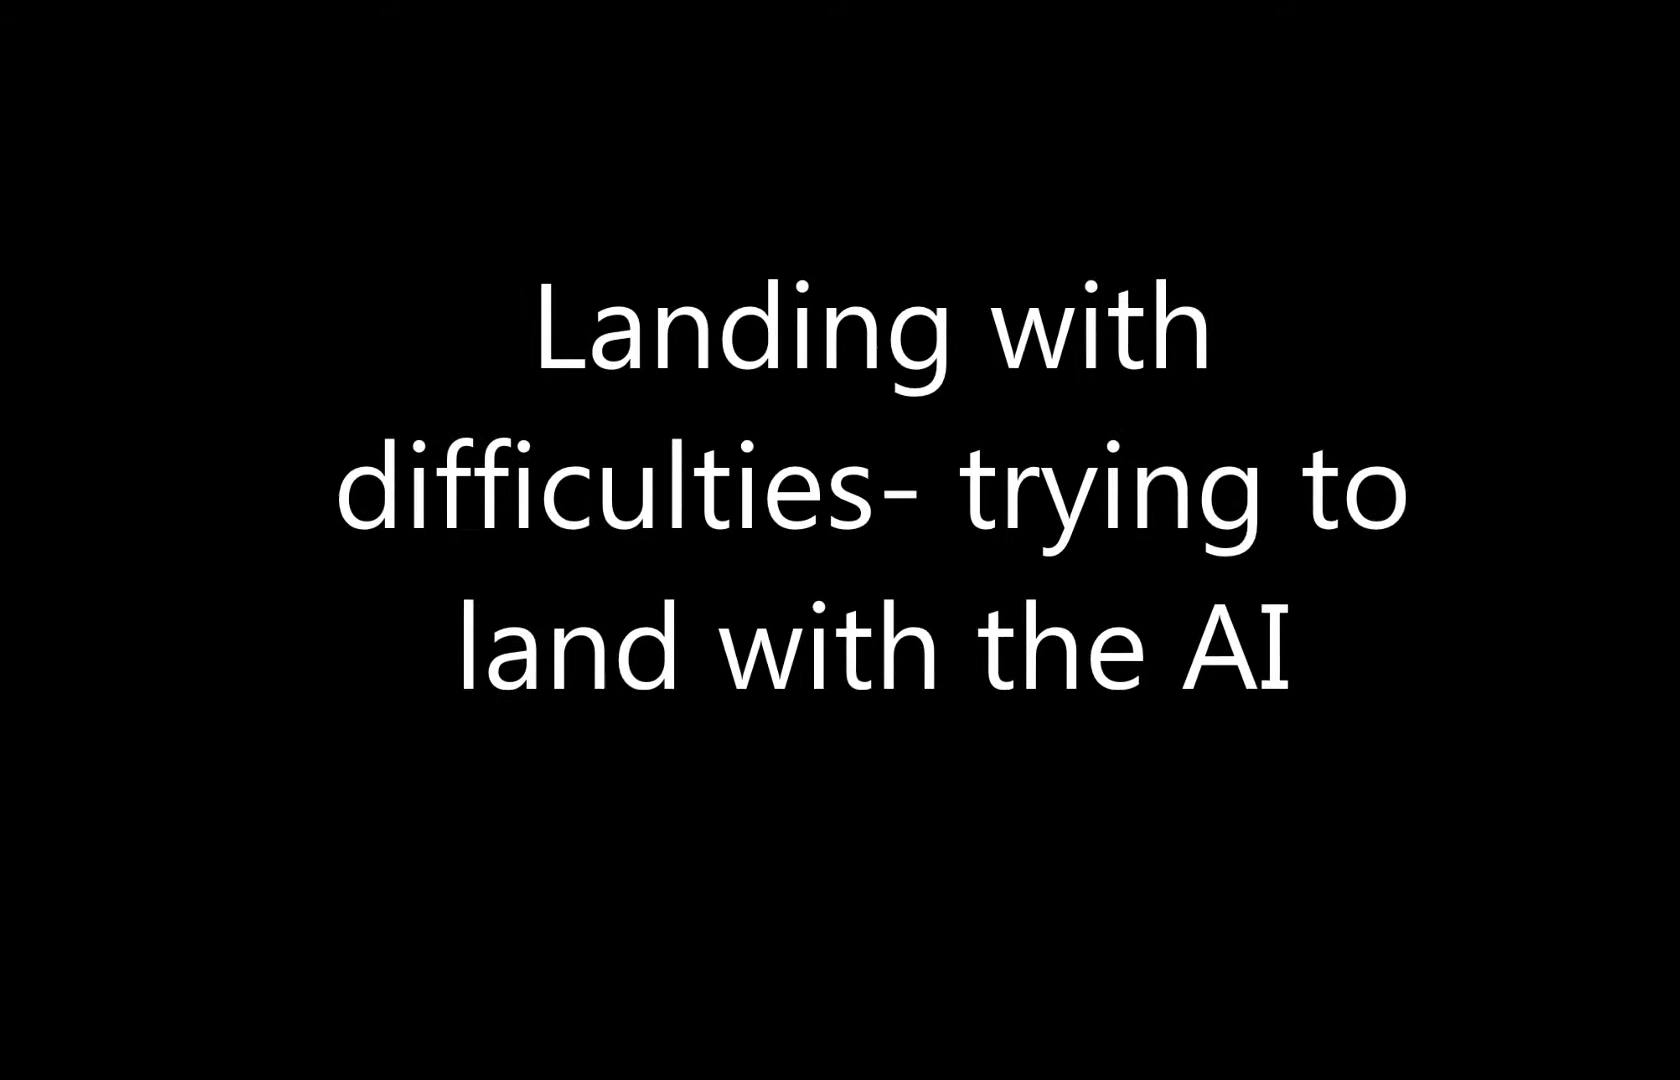 Landing with
difficulties- trying to
land with the AI